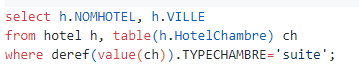 select h.NOMHOTEL, h.VILLE
from hotel h, table(h.HotelChambre) ch
where deref(value(ch)).TYPECHAMBRE='suite';